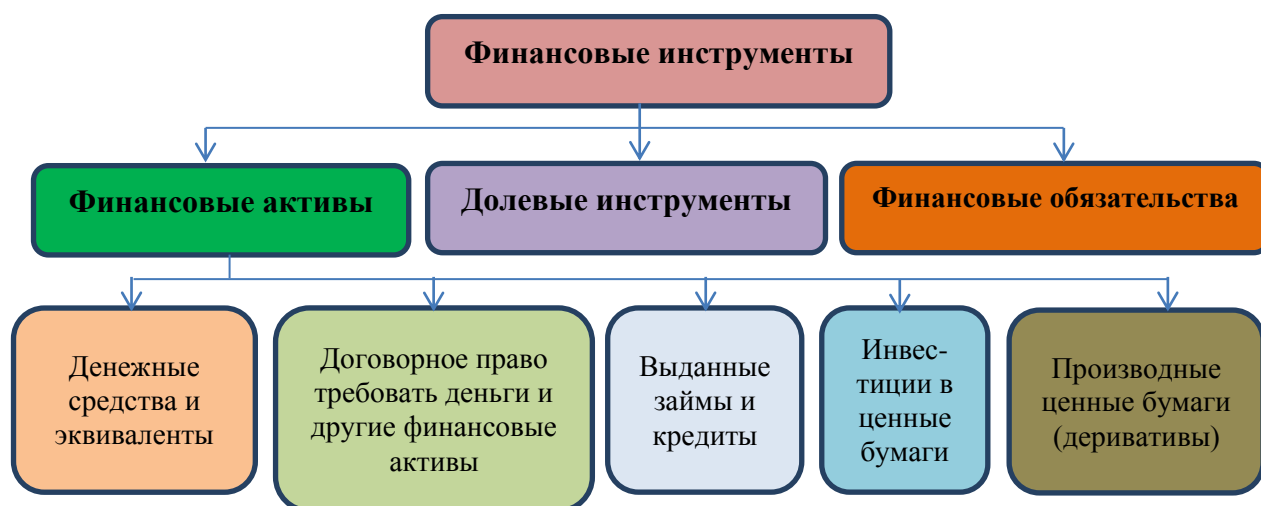 Финансовые инструменты
Финансовые активы
Долевые инструменты
Финансовые обязательства
Денежные
средства и
эквиваленты
Договорное право
требовать деньги и
другие финансовые
активы
Выданные
займы и
кредиты
Инвес-
тиции в
ценные
бумаги
Производные
ценные бумаги
(деривативы)